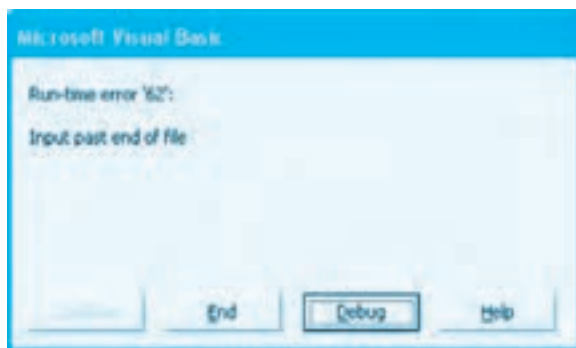 Microsoft Visual Basic
Run-time error '62':
Input past end of file
End Debug Help